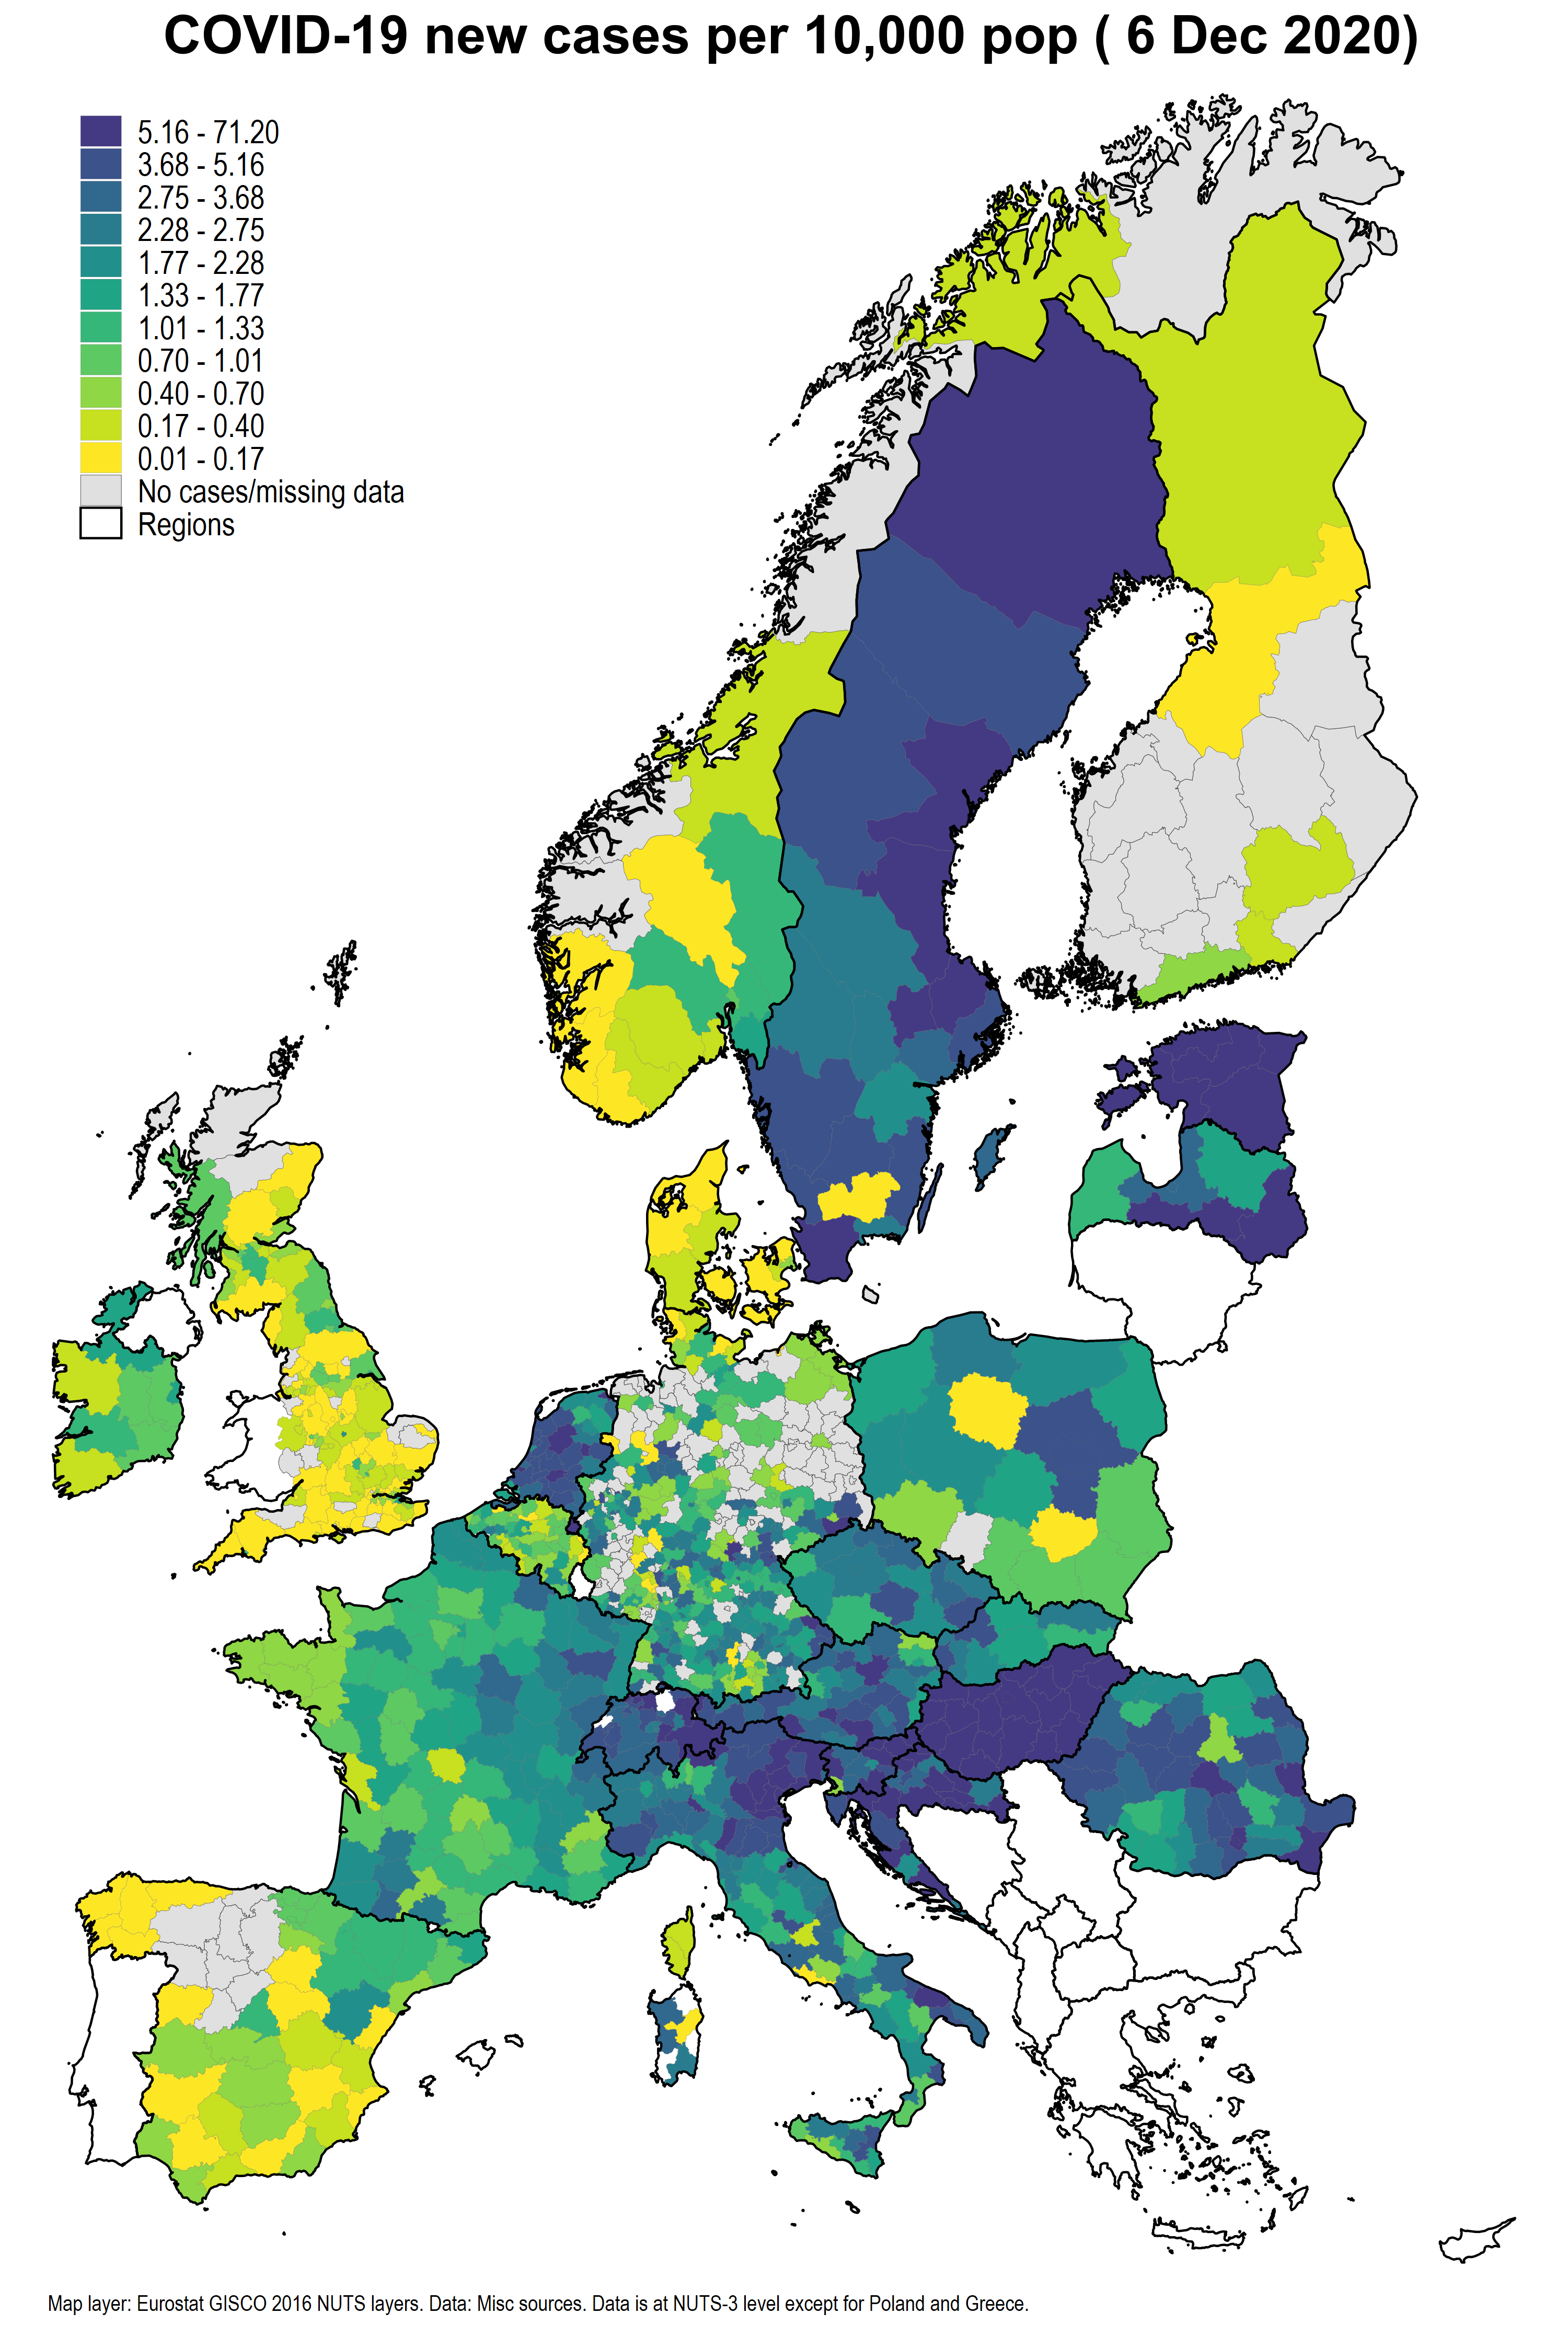 COVID-19 new cases per 10,000 pop ( 6 Dec 2020)
5.16 - 71.20
3.68 - 5.16
2.75 - 3.68
2.28 - 2.75
1.77 - 2.28
1.33 - 1.77
1.01 - 1.33
0.70 - 1.01
0.40 - 0.70
0.17 - 0.40
0.01 - 0.17
No cases/missing data
Regions
Map layer: Eurostat GISCO 2016 NUTS layers. Data: Misc sources. Data is at NUTS-3 level except for Poland and Greece.